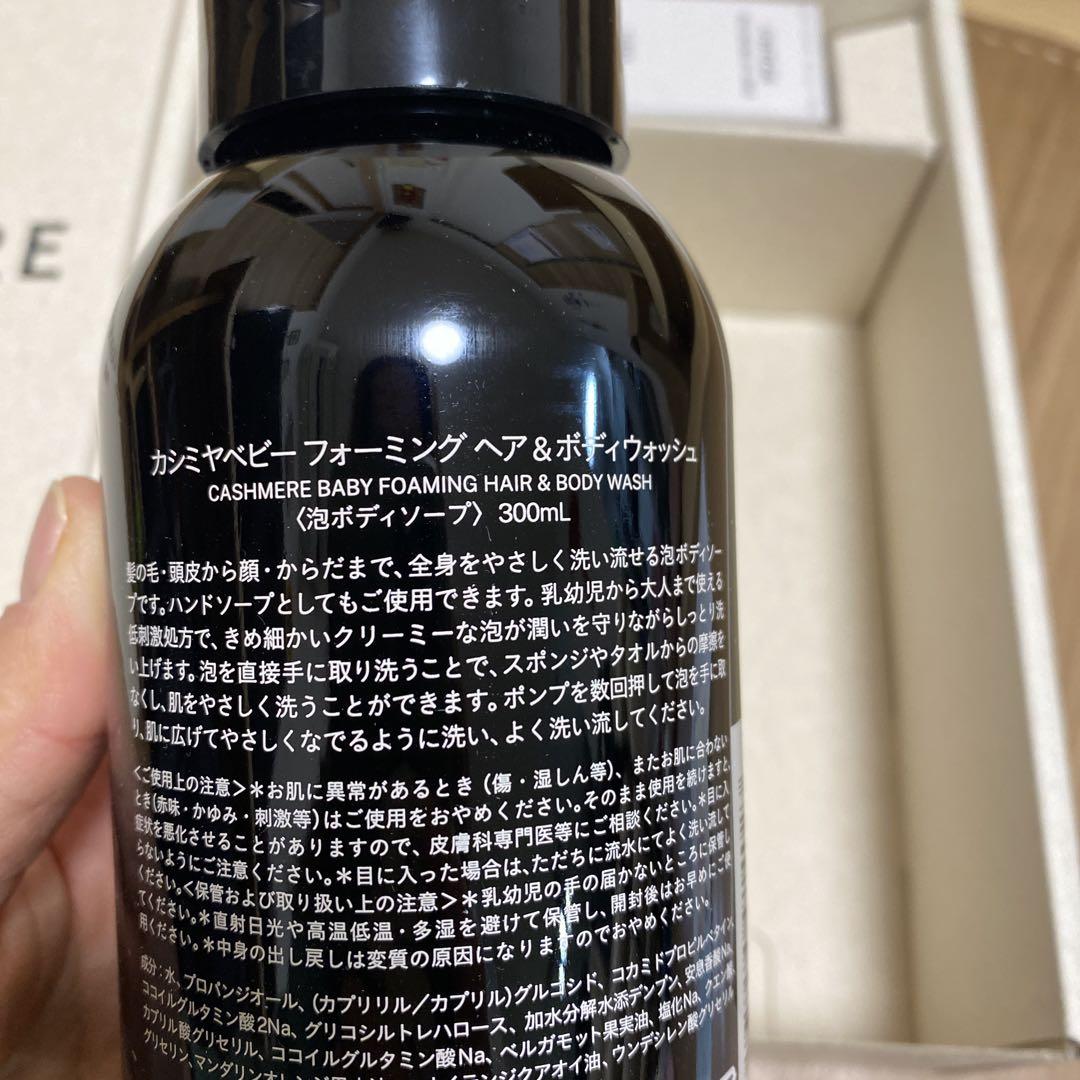 RE
カシミヤベビー フォーミング ヘア＆ボディウォッシュ
CASHMERE BABY FOAMING HAIR & BODY WASH
〈泡ボディソープ〉 300mL
髪の毛・頭皮から顔・からだまで、全身をやさしく洗い流せる泡ボディソー
プです。ハンドソープとしてもご使用できます。乳幼児から大人まで使える
低刺激処方で、きめ細かいクリーミーな泡が潤いを守りながらしっとり洗
い上げます。泡を直接手に取り洗うことで、スポンジやタオルからの摩擦を
なくし、肌をやさしく洗うことができます。ポンプを数回押して泡を手に取
り、肌に広げてやさしくなでるように洗い、よく洗い流してください。
＜ご使用上の注意＞＊お肌に異常があるとき（傷・湿しん等）、またお肌に合わない
とき（赤味・かゆみ・刺激等）はご使用をおやめください。そのまま使用を続けますと、
症状を悪化させることがありますので、皮膚科専門医等にご相談ください。＊目に入
らないようにご注意ください。＊目に入った場合は、ただちに流水にてよく洗い流して
ください。＜保管および取り扱い上の注意＞＊乳幼児の手の届かないところに保管し
てください。＊直射日光や高温低温・多湿を避けて保管し、開封後はお早めにご使
用ください。＊中身の出し戻しは変質の原因になりますのでおやめください。
成分：水、プロパンジオール、（カプリリル／カプリル）グルコシド、コカミドプロピルベタイン、
ココイルグルタミン酸2Na、グリコシルトレハロース、加水分解水添デンプン、安息香酸Na、
カプリル酸グリセリル、ココイルグルタミン酸Na、ベルガモット果実油、塩化Na、クエン酸、
グリセリン、マンダリンオレンジ ジクアオイ油、ウンデシレン酸グリセリル